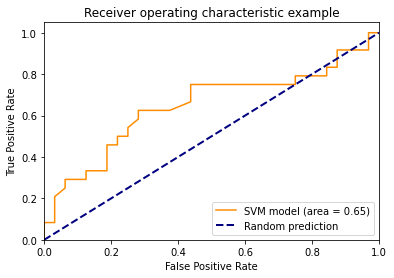 Receiver operating characteristic example
True Positive Rate
1.0
0.8
0.6
0.4
0.2
0.0
SVM model (area = 0.65)
Random prediction
0.0 0.2 0.4 0.6 0.8 1.0
False Positive Rate